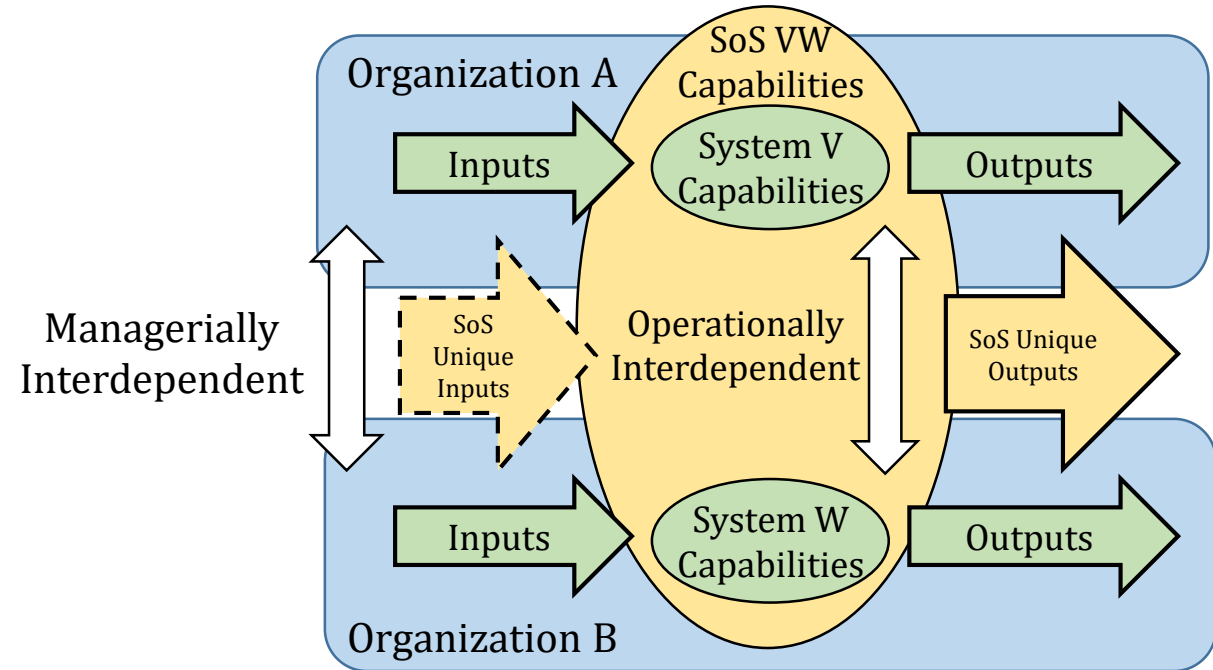 SoS VW
Capabilities
Organization A
Inputs
System V
Capabilities
Outputs
Managerially
Interdependent
SoS
Unique
Inputs
Operationally
Interdependent
SoS Unique
Outputs
Inputs
System W
Capabilities
Outputs
Organization B